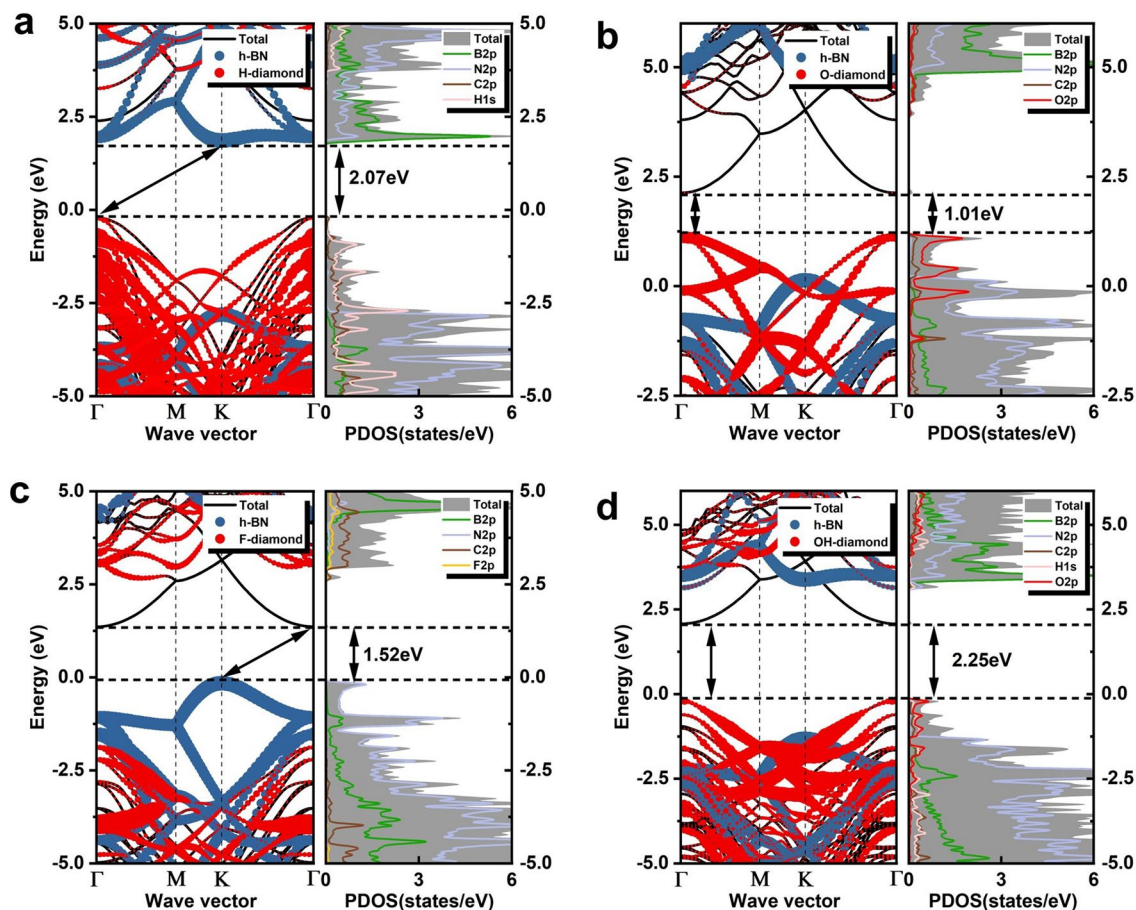 a
5.0
2.5
0.0
-2.5
-5.0
Energy (eV)
Total
h-BN
H-diamond
Γ
M
K
Γ
Wave vector
Total
B2p
N2p
C2p
H1s
2.07eV
5.0
2.5
0.0
-2.5
-5.0
0
3
6
PDOS(states/eV)
b
5.0
2.5
0.0
-2.5
Energy (eV)
Total
h-BN
O-diamond
Γ
M
K
Γ
Wave vector
Total
B2p
N2p
C2p
O2p
1.01eV
5.0
2.5
0.0
-2.5
0
3
6
PDOS(states/eV)
c
5.0
2.5
0.0
-2.5
-5.0
Energy (eV)
Total
h-BN
F-diamond
Γ
M
K
Γ
Wave vector
Total
B2p
N2p
C2p
F2p
1.52eV
5.0
2.5
0.0
-2.5
-5.0
0
3
6
PDOS(states/eV)
d
5.0
2.5
0.0
-2.5
-5.0
Energy (eV)
Total
h-BN
OH-diamond
Γ
M
K
Γ
Wave vector
Total
B2p
N2p
C2p
H1s
O2p
2.25eV
5.0
2.5
0.0
-2.5
-5.0
0
3
6
PDOS(states/eV)